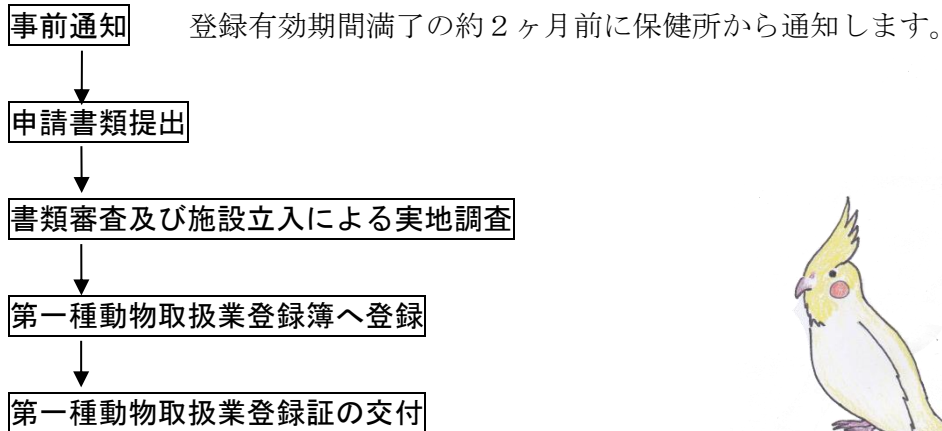 事前通知　登録有効期間満了の約２ヶ月前に保健所から通知します。
申請書類提出
書類審査及び施設立入による実地調査
第一種動物取扱業登録簿へ登録
第一種動物取扱業登録証の交付